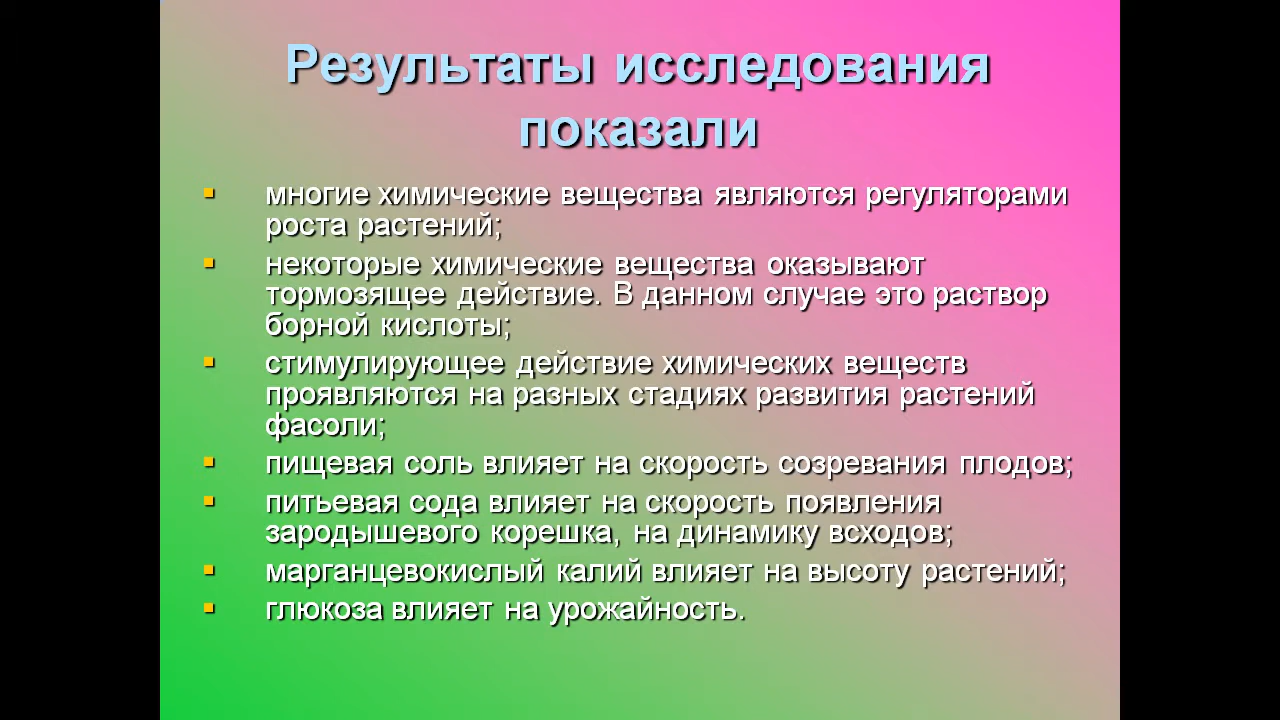 Результаты исследования
показали
▪ многие химические вещества являются регуляторами
роста растений;
▪ некоторые химические вещества оказывают
тормозящее действие. В данном случае это раствор
борной кислоты;
▪ стимулирующее действие химических веществ
проявляются на разных стадиях развития растений
фасоли;
▪ пищевая соль влияет на скорость созревания плодов;
▪ питьевая сода влияет на скорость появления
зародышевого корешка, на динамику всходов;
▪ марганцевокислый калий влияет на высоту растений;
▪ глюкоза влияет на урожайность.